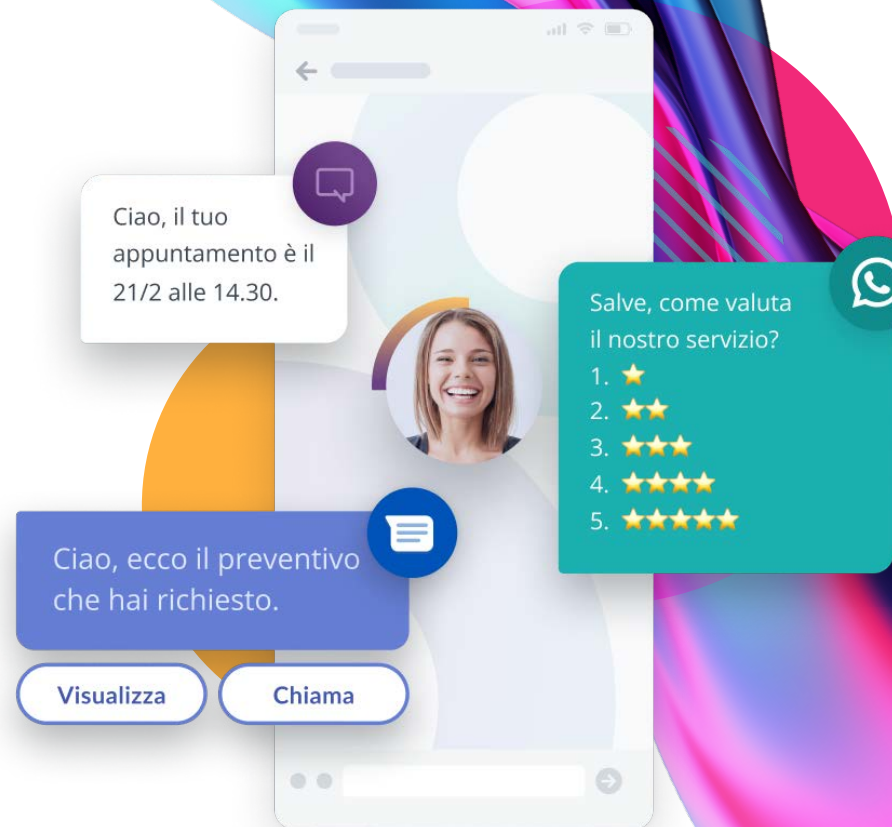 Ciao, il tuo
appuntamento è il
21/2 alle 14.30.
Salve, come valuta
il nostro servizio?
1. ⭐
2. ⭐⭐
3. ⭐⭐⭐
4. ⭐⭐⭐⭐
5. ⭐⭐⭐⭐⭐
Ciao, ecco il preventivo
che hai richiesto.
Visualizza
Chiama